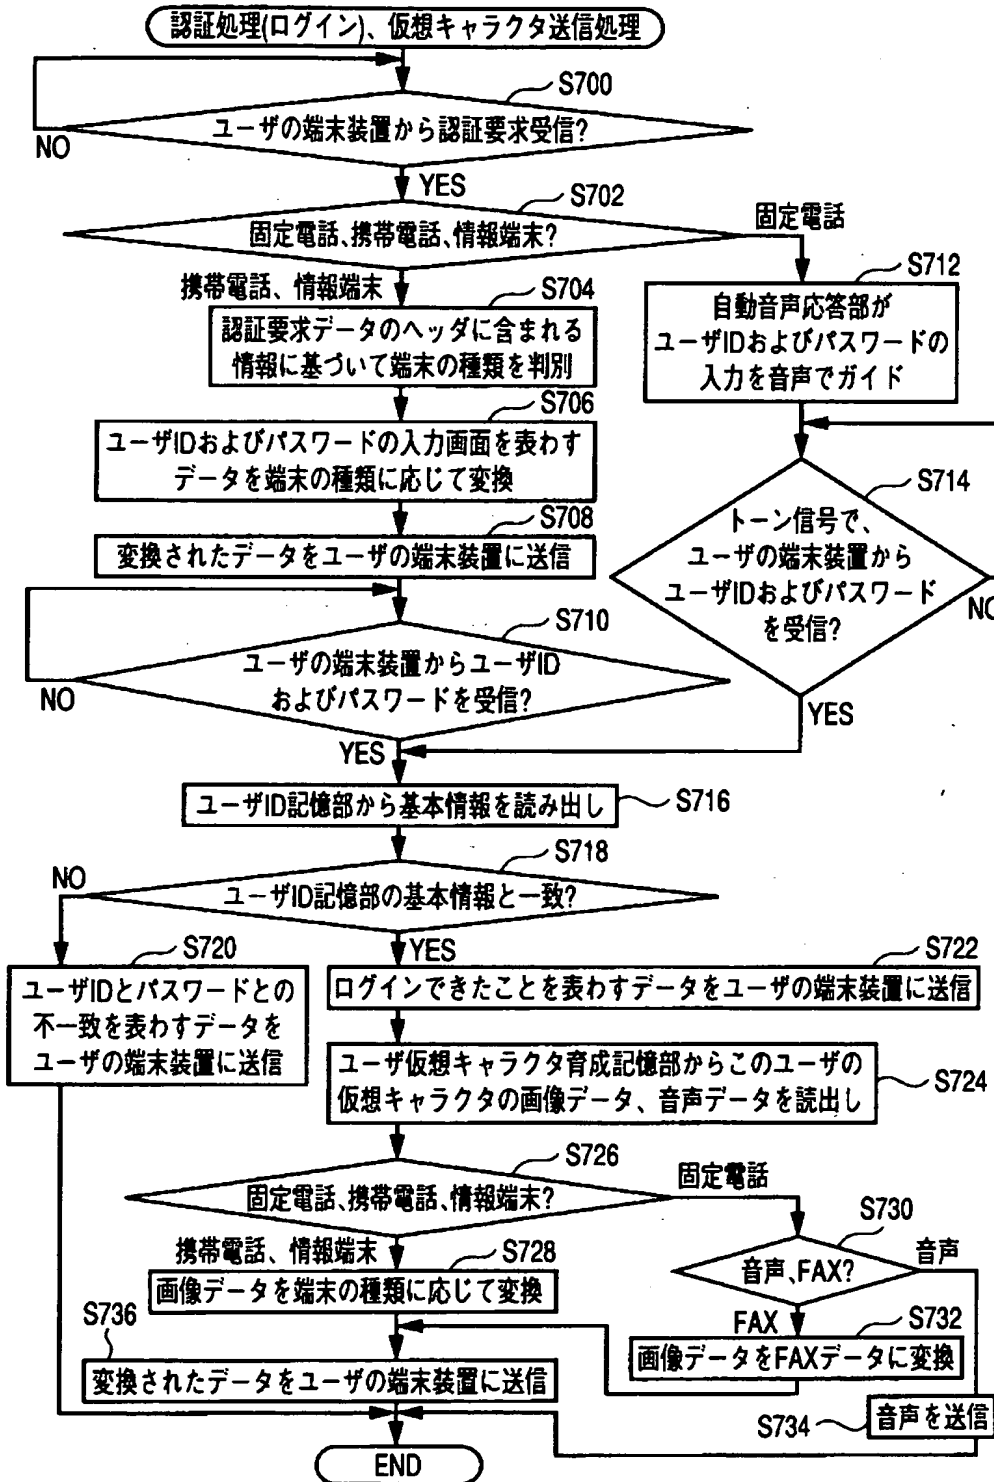 認証処理(ログイン)、仮想キャラクタ送信処理
S700
ユーザの端末装置から認証要求受信?
NO
YES
S702
固定電話、携帯電話、情報端末?
固定電話
携帯電話、情報端末
S704
認証要求データのヘッダに含まれる
情報に基づいて端末の種類を判別
S712
自動音声応答部が
ユーザIDおよびパスワードの
入力を音声でガイド
S706
ユーザIDおよびパスワードの入力画面を表わす
データを端末の種類に応じて変換
S714
トーン信号で、
ユーザの端末装置から
ユーザIDおよびパスワード
を受信?
NO
YES
S708
変換されたデータをユーザの端末装置に送信
S710
ユーザの端末装置からユーザID
およびパスワードを受信?
NO
YES
ユーザID記憶部から基本情報を読み出し
S716
S718
ユーザID記憶部の基本情報と一致?
NO
YES
S720
ユーザIDとパスワードとの
不一致を表わすデータを
ユーザの端末装置に送信
S722
ログインできたことを表わすデータをユーザの端末装置に送信
ユーザ仮想キャラクタ育成記憶部からこのユーザの
仮想キャラクタの画像データ、音声データを読出し
S724
S726
固定電話、携帯電話、情報端末?
固定電話
携帯電話、情報端末
S728
画像データを端末の種類に応じて変換
S730
音声、FAX?
音声
FAX
S732
画像データをFAXデータに変換
S736
変換されたデータをユーザの端末装置に送信
S734
音声を送信
END